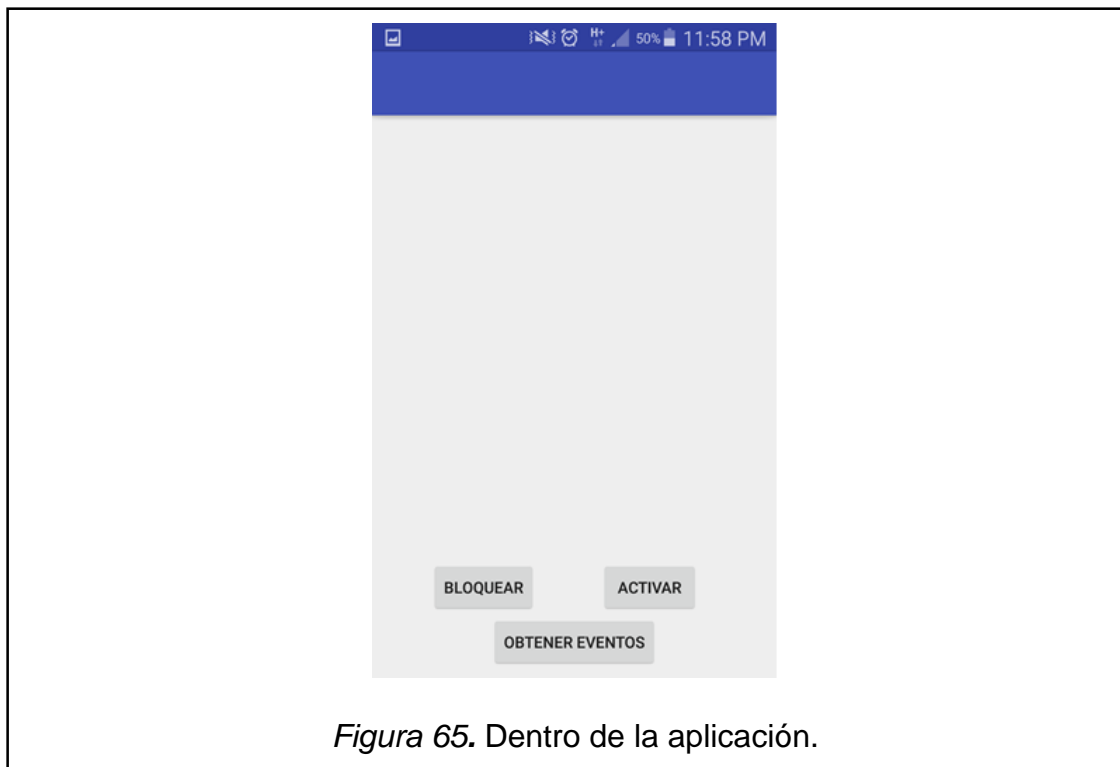 H+ 50% 11:58 PM
BLOQUEAR ACTIVAR
OBTENER EVENTOS
Figura 65. Dentro de la aplicación.